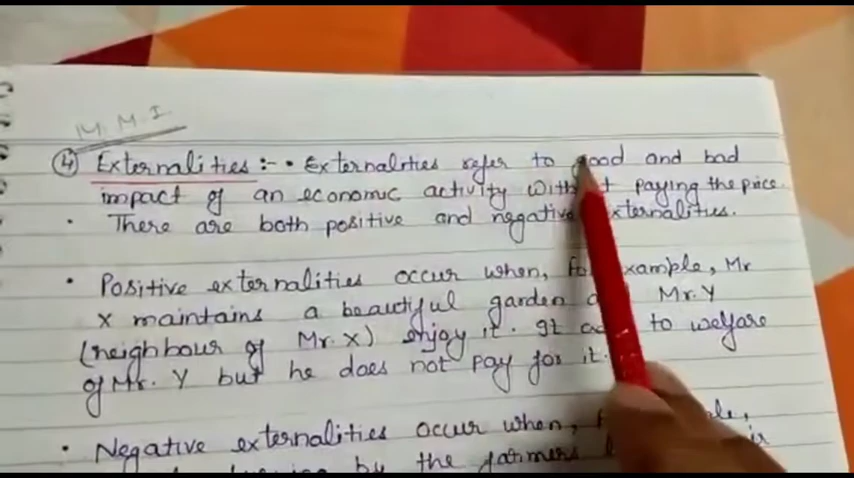 M.M.I
④ Externalities :- • Externalities refer to good and bad
impact of an economic activity without paying the price.
• There are both positive and negative externalities.
• Positive externalities occur when, for example, Mr
X maintains a beautiful garden Mr. Y
(neighbour of Mr. X) enjoy it. It to welfare
of Mr. Y but he does not pay for it.
• Negative externalities occur when,
by the farmers